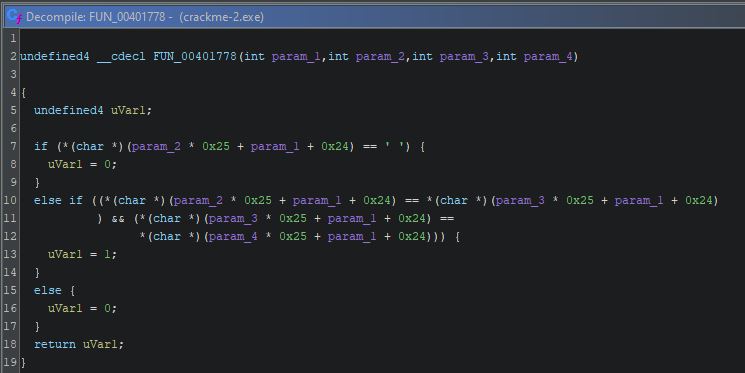 Decompile: FUN_00401778 - (crackme-2.exe)
1
2 undefined4 __cdecl FUN_00401778(int param_1,int param_2,int param_3,int param_4)
3
4 {
5   undefined4 uVar1;
6
7   if (*(char *)(param_2 * 0x25 + param_1 + 0x24) == ' ') {
8     uVar1 = 0;
9   }
10   else if ((*(char *)(param_2 * 0x25 + param_1 + 0x24) == *(char *)(param_3 * 0x25 + param_1 + 0x24)
11            ) && (*(char *)(param_3 * 0x25 + param_1 + 0x24) ==
12                 *(char *)(param_4 * 0x25 + param_1 + 0x24))) {
13     uVar1 = 1;
14   }
15   else {
16     uVar1 = 0;
17   }
18   return uVar1;
19 }